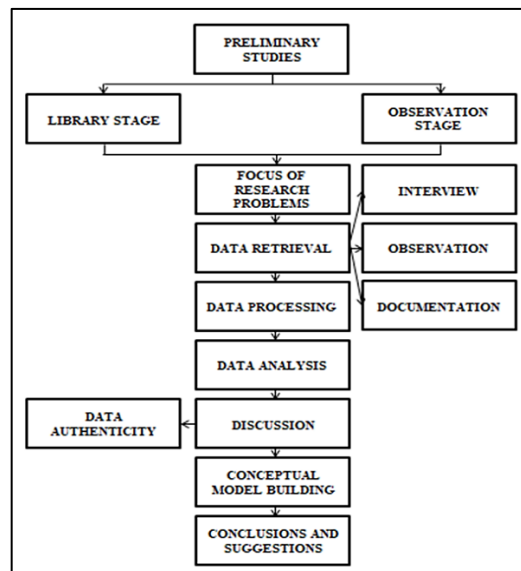 PRELIMINARY
STUDIES
LIBRARY STAGE
OBSERVATION
STAGE
FOCUS OF
RESEARCH
PROBLEMS
INTERVIEW
DATA RETRIEVAL
OBSERVATION
DATA PROCESSING
DOCUMENTATION
DATA ANALYSIS
DATA
AUTHENTICITY
DISCUSSION
CONCEPTUAL
MODEL BUILDING
CONCLUSIONS AND
SUGGESTIONS